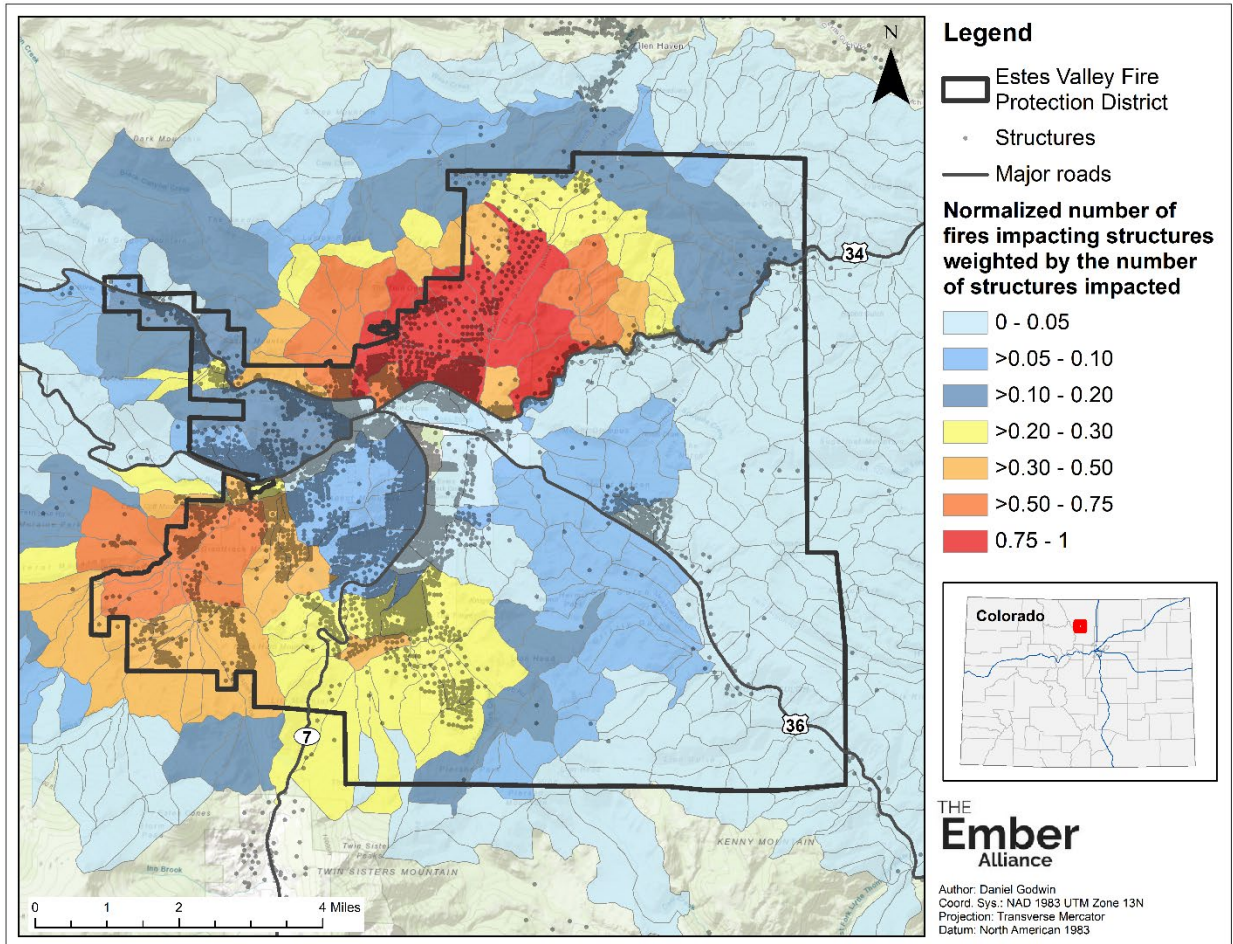 Glen Haven
N
34
7
36
KENNY MOUNTAIN
Twin Sister
TWIN SISTERS MOUNTAIN
0 1 2 4 Miles
Legend
Estes Valley Fire
Protection District
Structures
Major roads
Normalized number of
fires impacting structures
weighted by the number
of structures impacted
0 - 0.05
>0.05 - 0.10
>0.10 - 0.20
>0.20 - 0.30
>0.30 - 0.50
>0.50 - 0.75
0.75 - 1
Colorado
THE
Ember
Alliance
Author: Daniel Godwin
Coord. Sys.: NAD 1983 UTM Zone 13N
Projection: Transverse Mercator
Datum: North American 1983